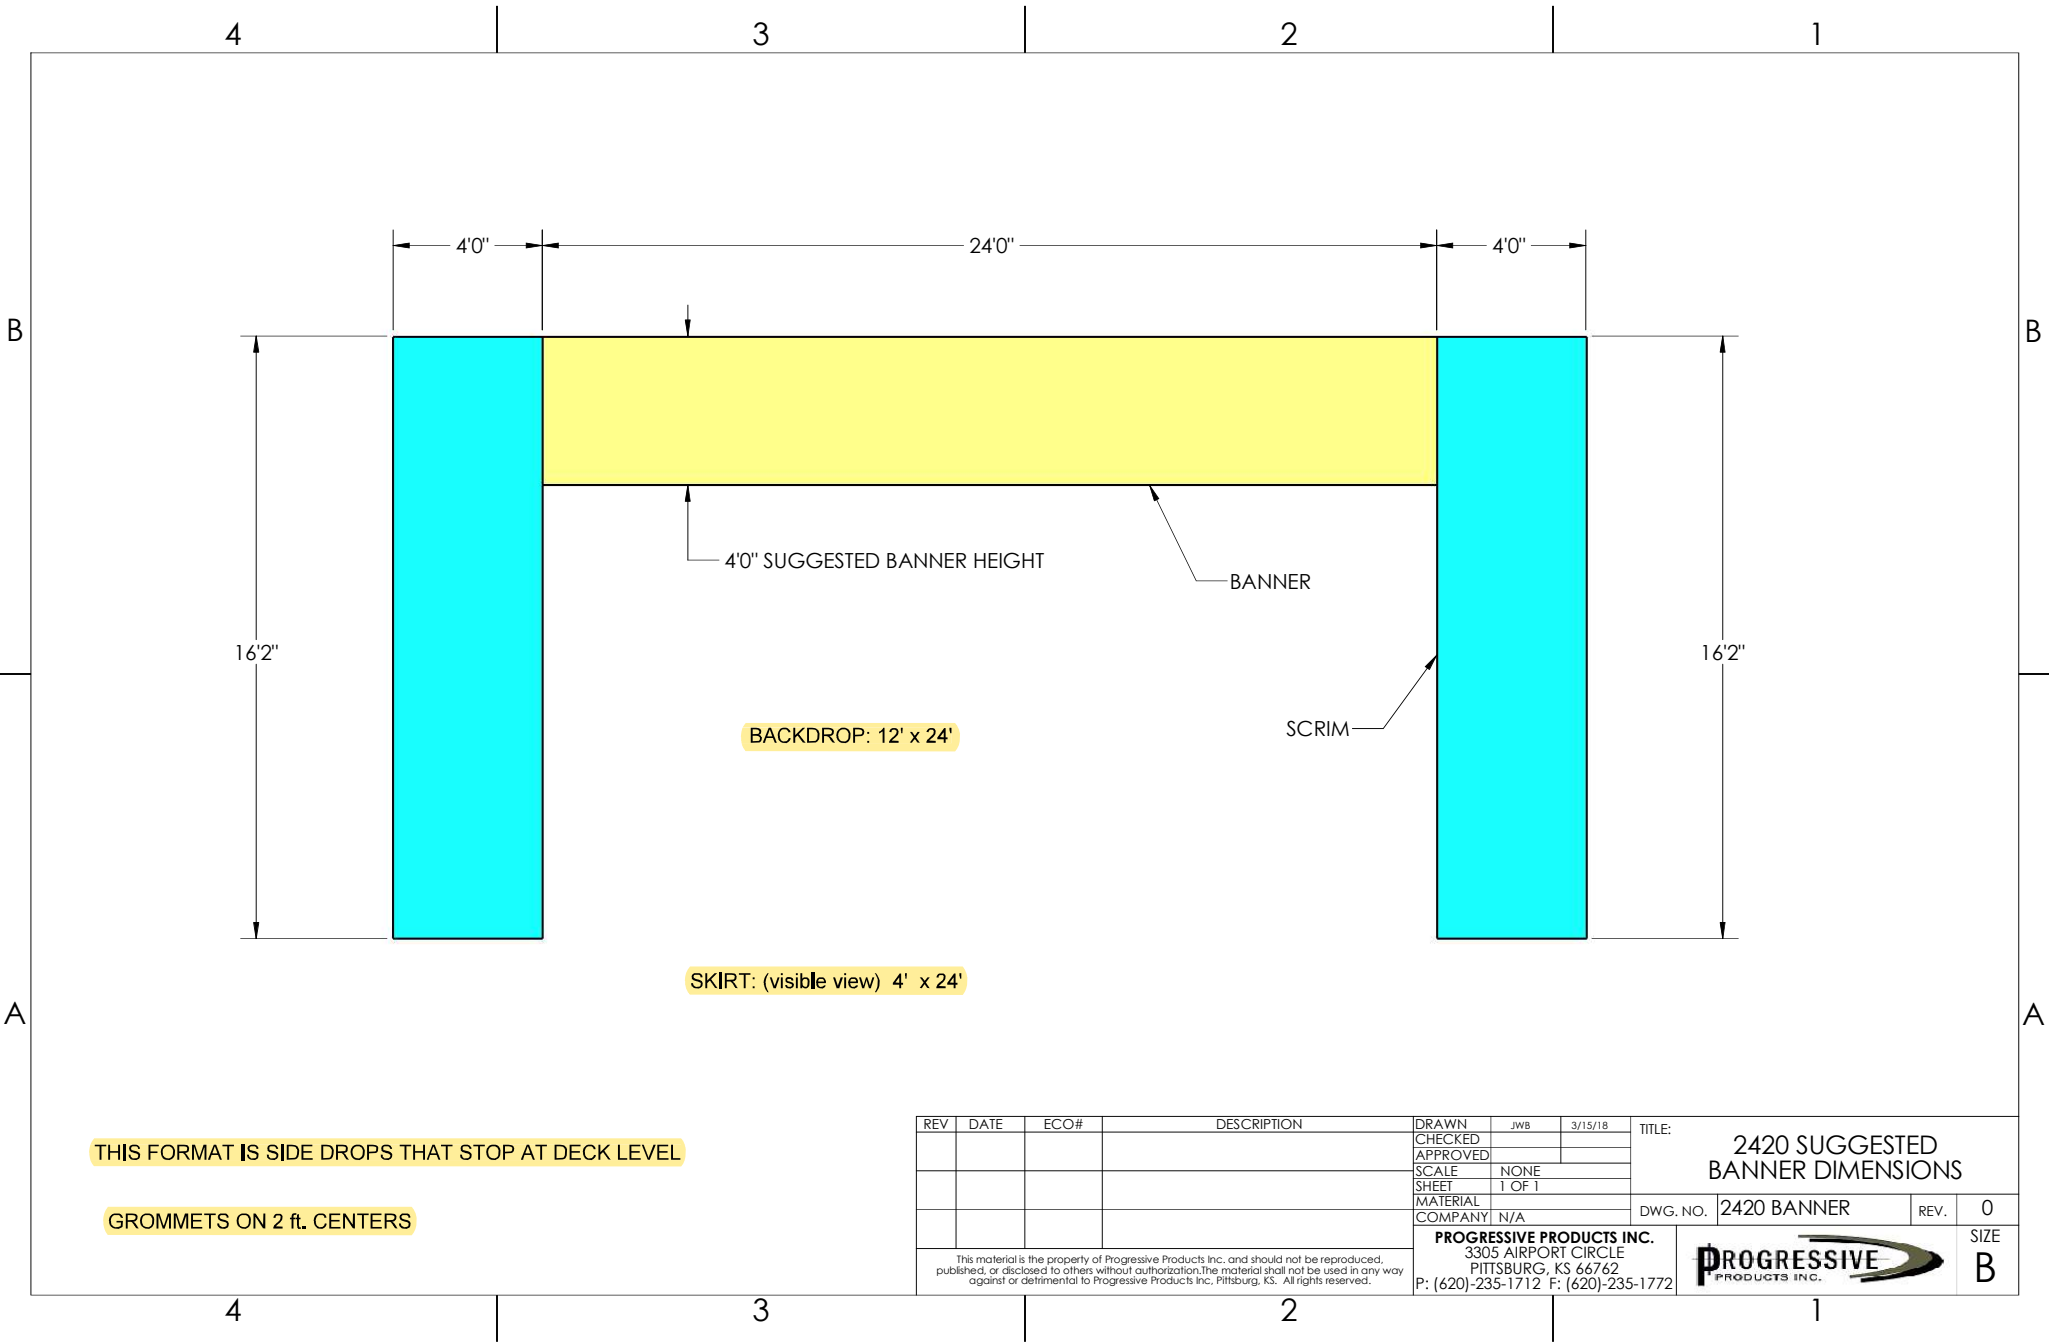 4 3 2 1
4'0" 24'0" 4'0"
B B
4'0" SUGGESTED BANNER HEIGHT
BANNER
16'2" 16'2"
SCRIM
BACKDROP: 12' x 24'
SKIRT: (visible view) 4' x 24'
A A
THIS FORMAT IS SIDE DROPS THAT STOP AT DECK LEVEL
GROMMETS ON 2 ft. CENTERS
REV DATE ECO# DESCRIPTION
This material is the property of Progressive Products Inc. and should not be reproduced,
published, or disclosed to others without authorization.The material shall not be used in any way
against or detrimental to Progressive Products Inc, Pittsburg, KS. All rights reserved.
DRAWN JWB 3/15/18
CHECKED
APPROVED
SCALE NONE
SHEET 1 OF 1
MATERIAL
COMPANY N/A
TITLE:
2420 SUGGESTED
BANNER DIMENSIONS
DWG. NO. 2420 BANNER REV. 0
PROGRESSIVE PRODUCTS INC.
3305 AIRPORT CIRCLE
PITTSBURG, KS 66762
P: (620)-235-1712 F: (620)-235-1772
PROGRESSIVE
PRODUCTS INC.
SIZE
B
4 3 2 1